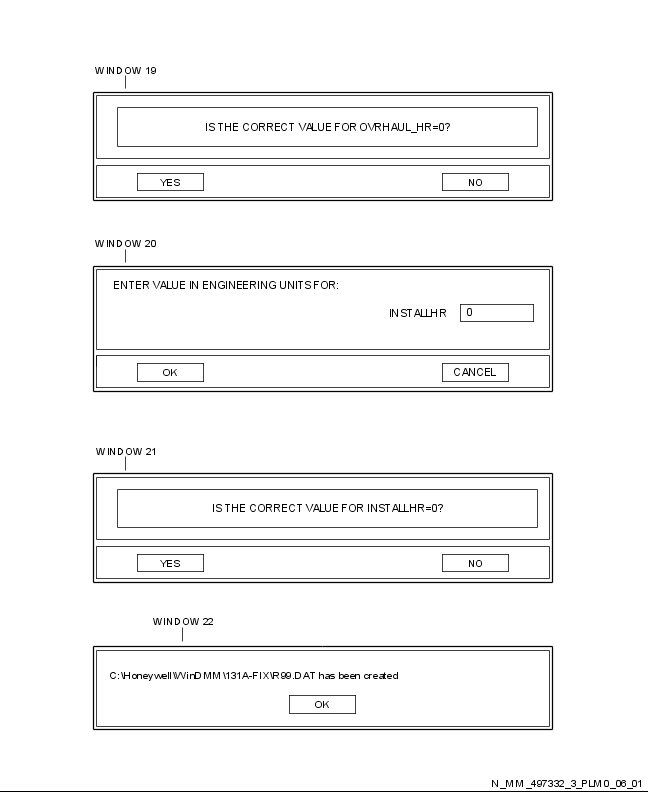 WINDOW 19
IS THE CORRECT VALUE FOR OVRHAUL_HR=0?
YES NO
WINDOW 20
ENTER VALUE IN ENGINEERING UNITS FOR:
INSTALLHR 0
OK CANCEL
WINDOW 21
IS THE CORRECT VALUE FOR INSTALLHR=0?
YES NO
WINDOW 22
C:\Honeywell\WinDMM\131A-FIX\R99.DAT has been created
OK
N_MM_497332_3_PLM0_06_01